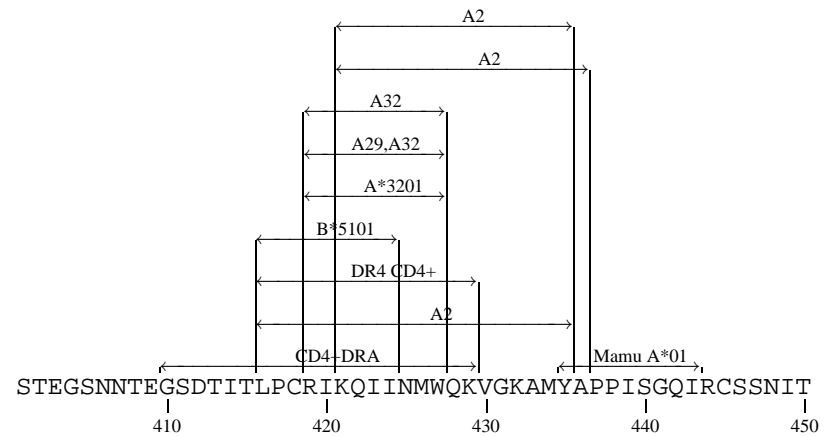 A2
A2
A32
A29,A32
A*3201
B*5101
DR4 CD4+
A2
CD4+DRA Mamu A*01
STEGSNNTEGSDTITLPCRIKQIINMWQKVGKAMYAPPISGQIRCSSNIT
410 420 430 440 450